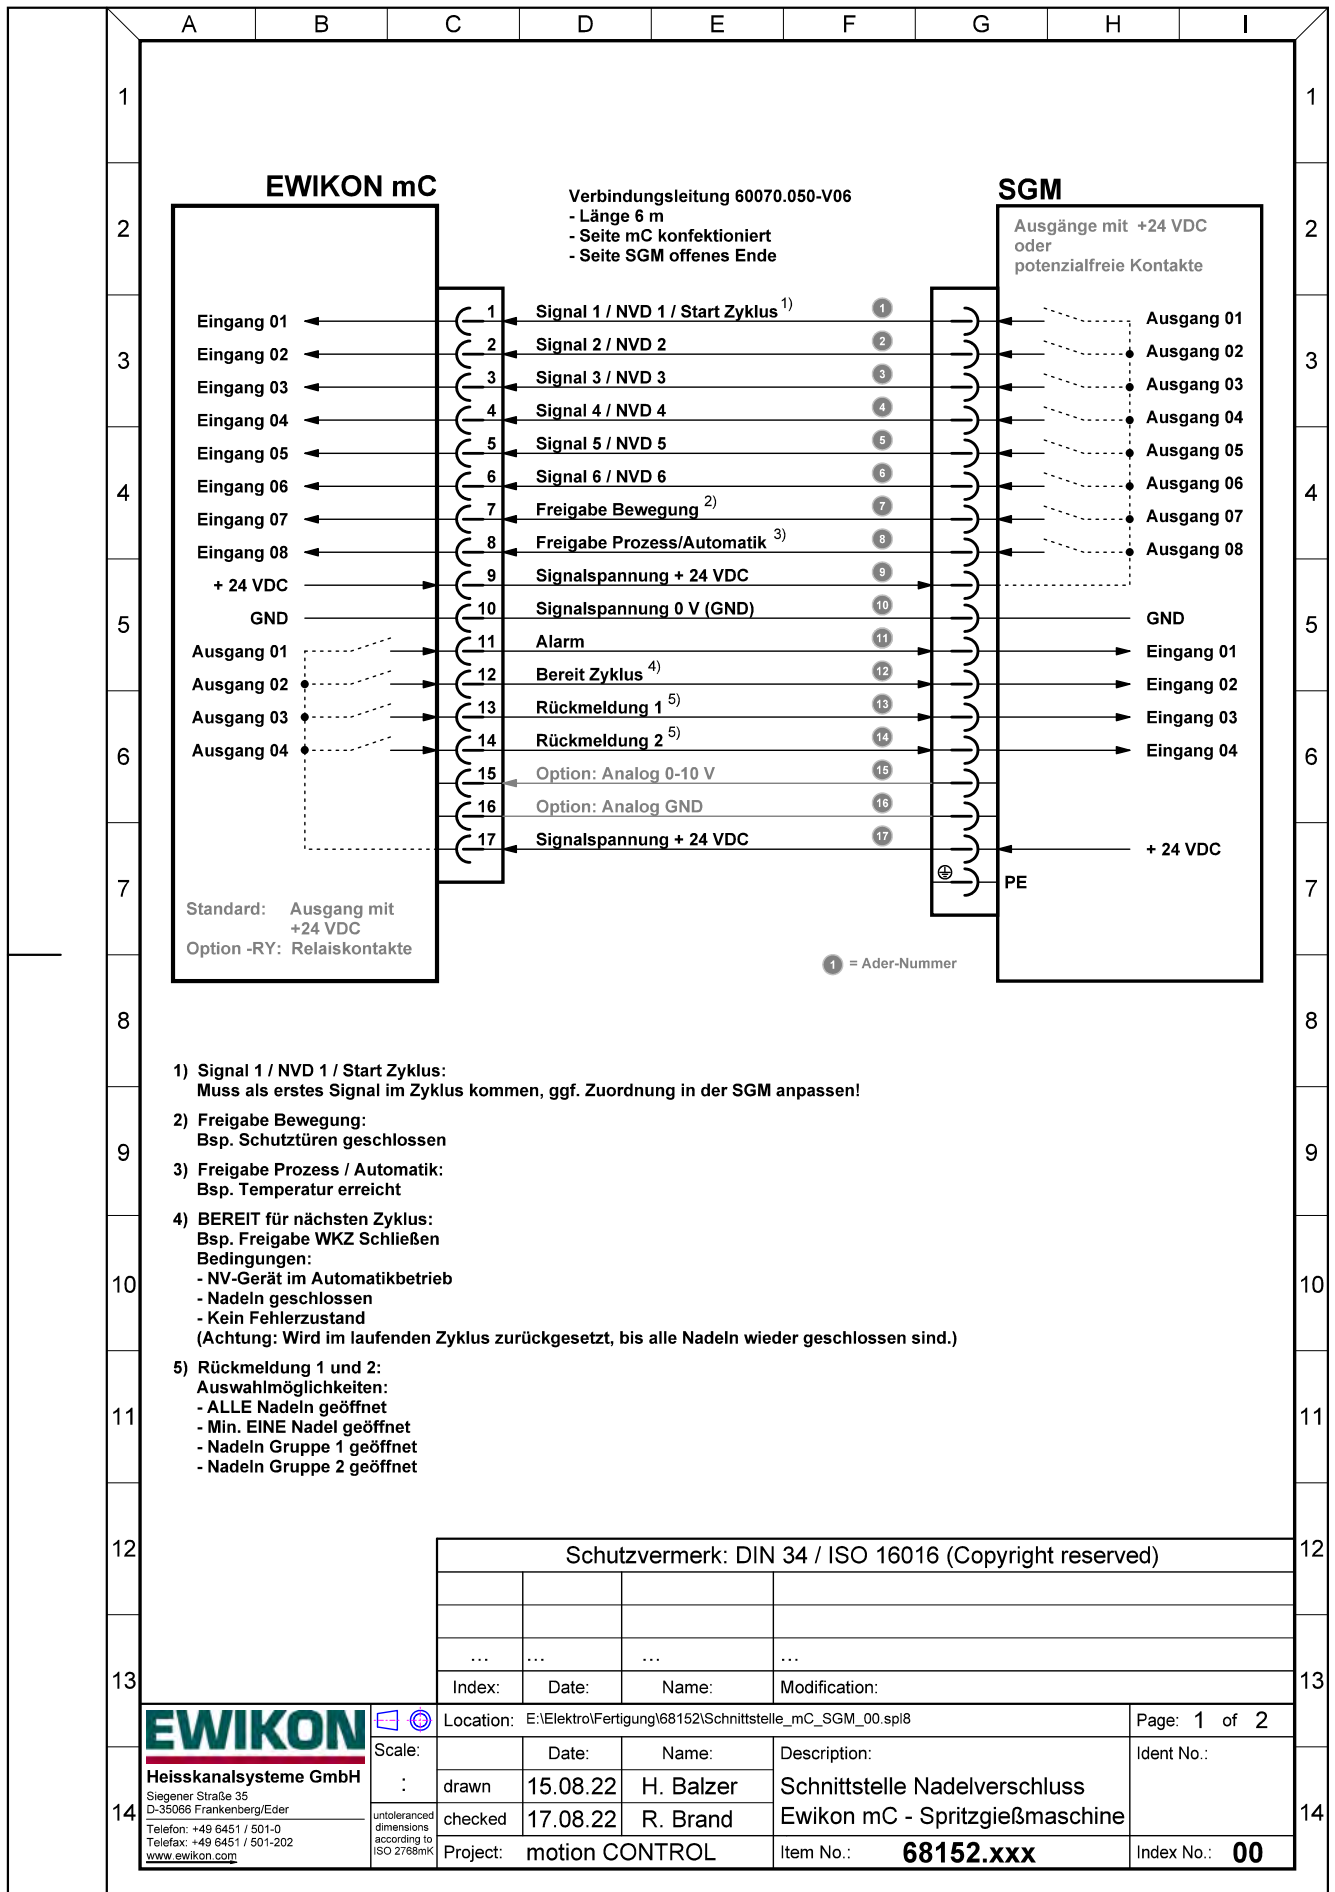 A B C D E F G H I
1 1
EWIKON mC
SGM
Verbindungsleitung 60070.050-V06
- Länge 6 m
- Seite mC konfektioniert
- Seite SGM offenes Ende
Ausgänge mit +24 VDC
oder
potenzialfreie Kontakte
2 2
Eingang 01 1 Signal 1 / NVD 1 / Start Zyklus 1) 1 Ausgang 01
Eingang 02 2 Signal 2 / NVD 2 2 Ausgang 02
3 3
Eingang 03 3 Signal 3 / NVD 3 3 Ausgang 03
Eingang 04 4 Signal 4 / NVD 4 4 Ausgang 04
Eingang 05 5 Signal 5 / NVD 5 5 Ausgang 05
Eingang 06 6 Signal 6 / NVD 6 6 Ausgang 06
4 4
Eingang 07 7 Freigabe Bewegung 2) 7 Ausgang 07
Eingang 08 8 Freigabe Prozess/Automatik 3) 8 Ausgang 08
+ 24 VDC 9 Signalspannung + 24 VDC 9
GND 10 Signalspannung 0 V (GND) 10 GND
5 5
Ausgang 01 11 Alarm 11 Eingang 01
Ausgang 02 12 Bereit Zyklus 4) 12 Eingang 02
Ausgang 03 13 Rückmeldung 1 5) 13 Eingang 03
Ausgang 04 14 Rückmeldung 2 5) 14 Eingang 04
6 6
15 Option: Analog 0-10 V 15
16 Option: Analog GND 16
17 Signalspannung + 24 VDC 17 + 24 VDC
PE
7 7
Standard: Ausgang mit
+24 VDC
Option -RY: Relaiskontakte
1 = Ader-Nummer
8 8
1) Signal 1 / NVD 1 / Start Zyklus:
Muss als erstes Signal im Zyklus kommen, ggf. Zuordnung in der SGM anpassen!
2) Freigabe Bewegung:
Bsp. Schutztüren geschlossen
9 9
3) Freigabe Prozess / Automatik:
Bsp. Temperatur erreicht
4) BEREIT für nächsten Zyklus:
Bsp. Freigabe WKZ Schließen
Bedingungen:
- NV-Gerät im Automatikbetrieb
10 10
- Nadeln geschlossen
- Kein Fehlerzustand
(Achtung: Wird im laufenden Zyklus zurückgesetzt, bis alle Nadeln wieder geschlossen sind.)
5) Rückmeldung 1 und 2:
Auswahlmöglichkeiten:
- ALLE Nadeln geöffnet
11 11
- Min. EINE Nadel geöffnet
- Nadeln Gruppe 1 geöffnet
- Nadeln Gruppe 2 geöffnet
12 12
Schutzvermerk: DIN 34 / ISO 16016 (Copyright reserved)
... ... ... ...
13 13
Index: Date: Name: Modification:
EWIKON
Heisskanalsysteme GmbH
Siegener Straße 35
D-35066 Frankenberg/Eder
Telefon: +49 6451 / 501-0
Telefax: +49 6451 / 501-202
www.ewikon.com
Scale:
:
untoleranced
dimensions
according to
ISO 2768mK
Location: E:\Elektro\Fertigung\68152\Schnittstelle_mC_SGM_00.spl8
Page: 1 of 2
Date: Name: Description: Ident No.:
drawn 15.08.22 H. Balzer Schnittstelle Nadelverschluss
checked 17.08.22 R. Brand Ewikon mC - Spritzgießmaschine
14 14
Project: motion CONTROL Item No.: 68152.xxx Index No.: 00